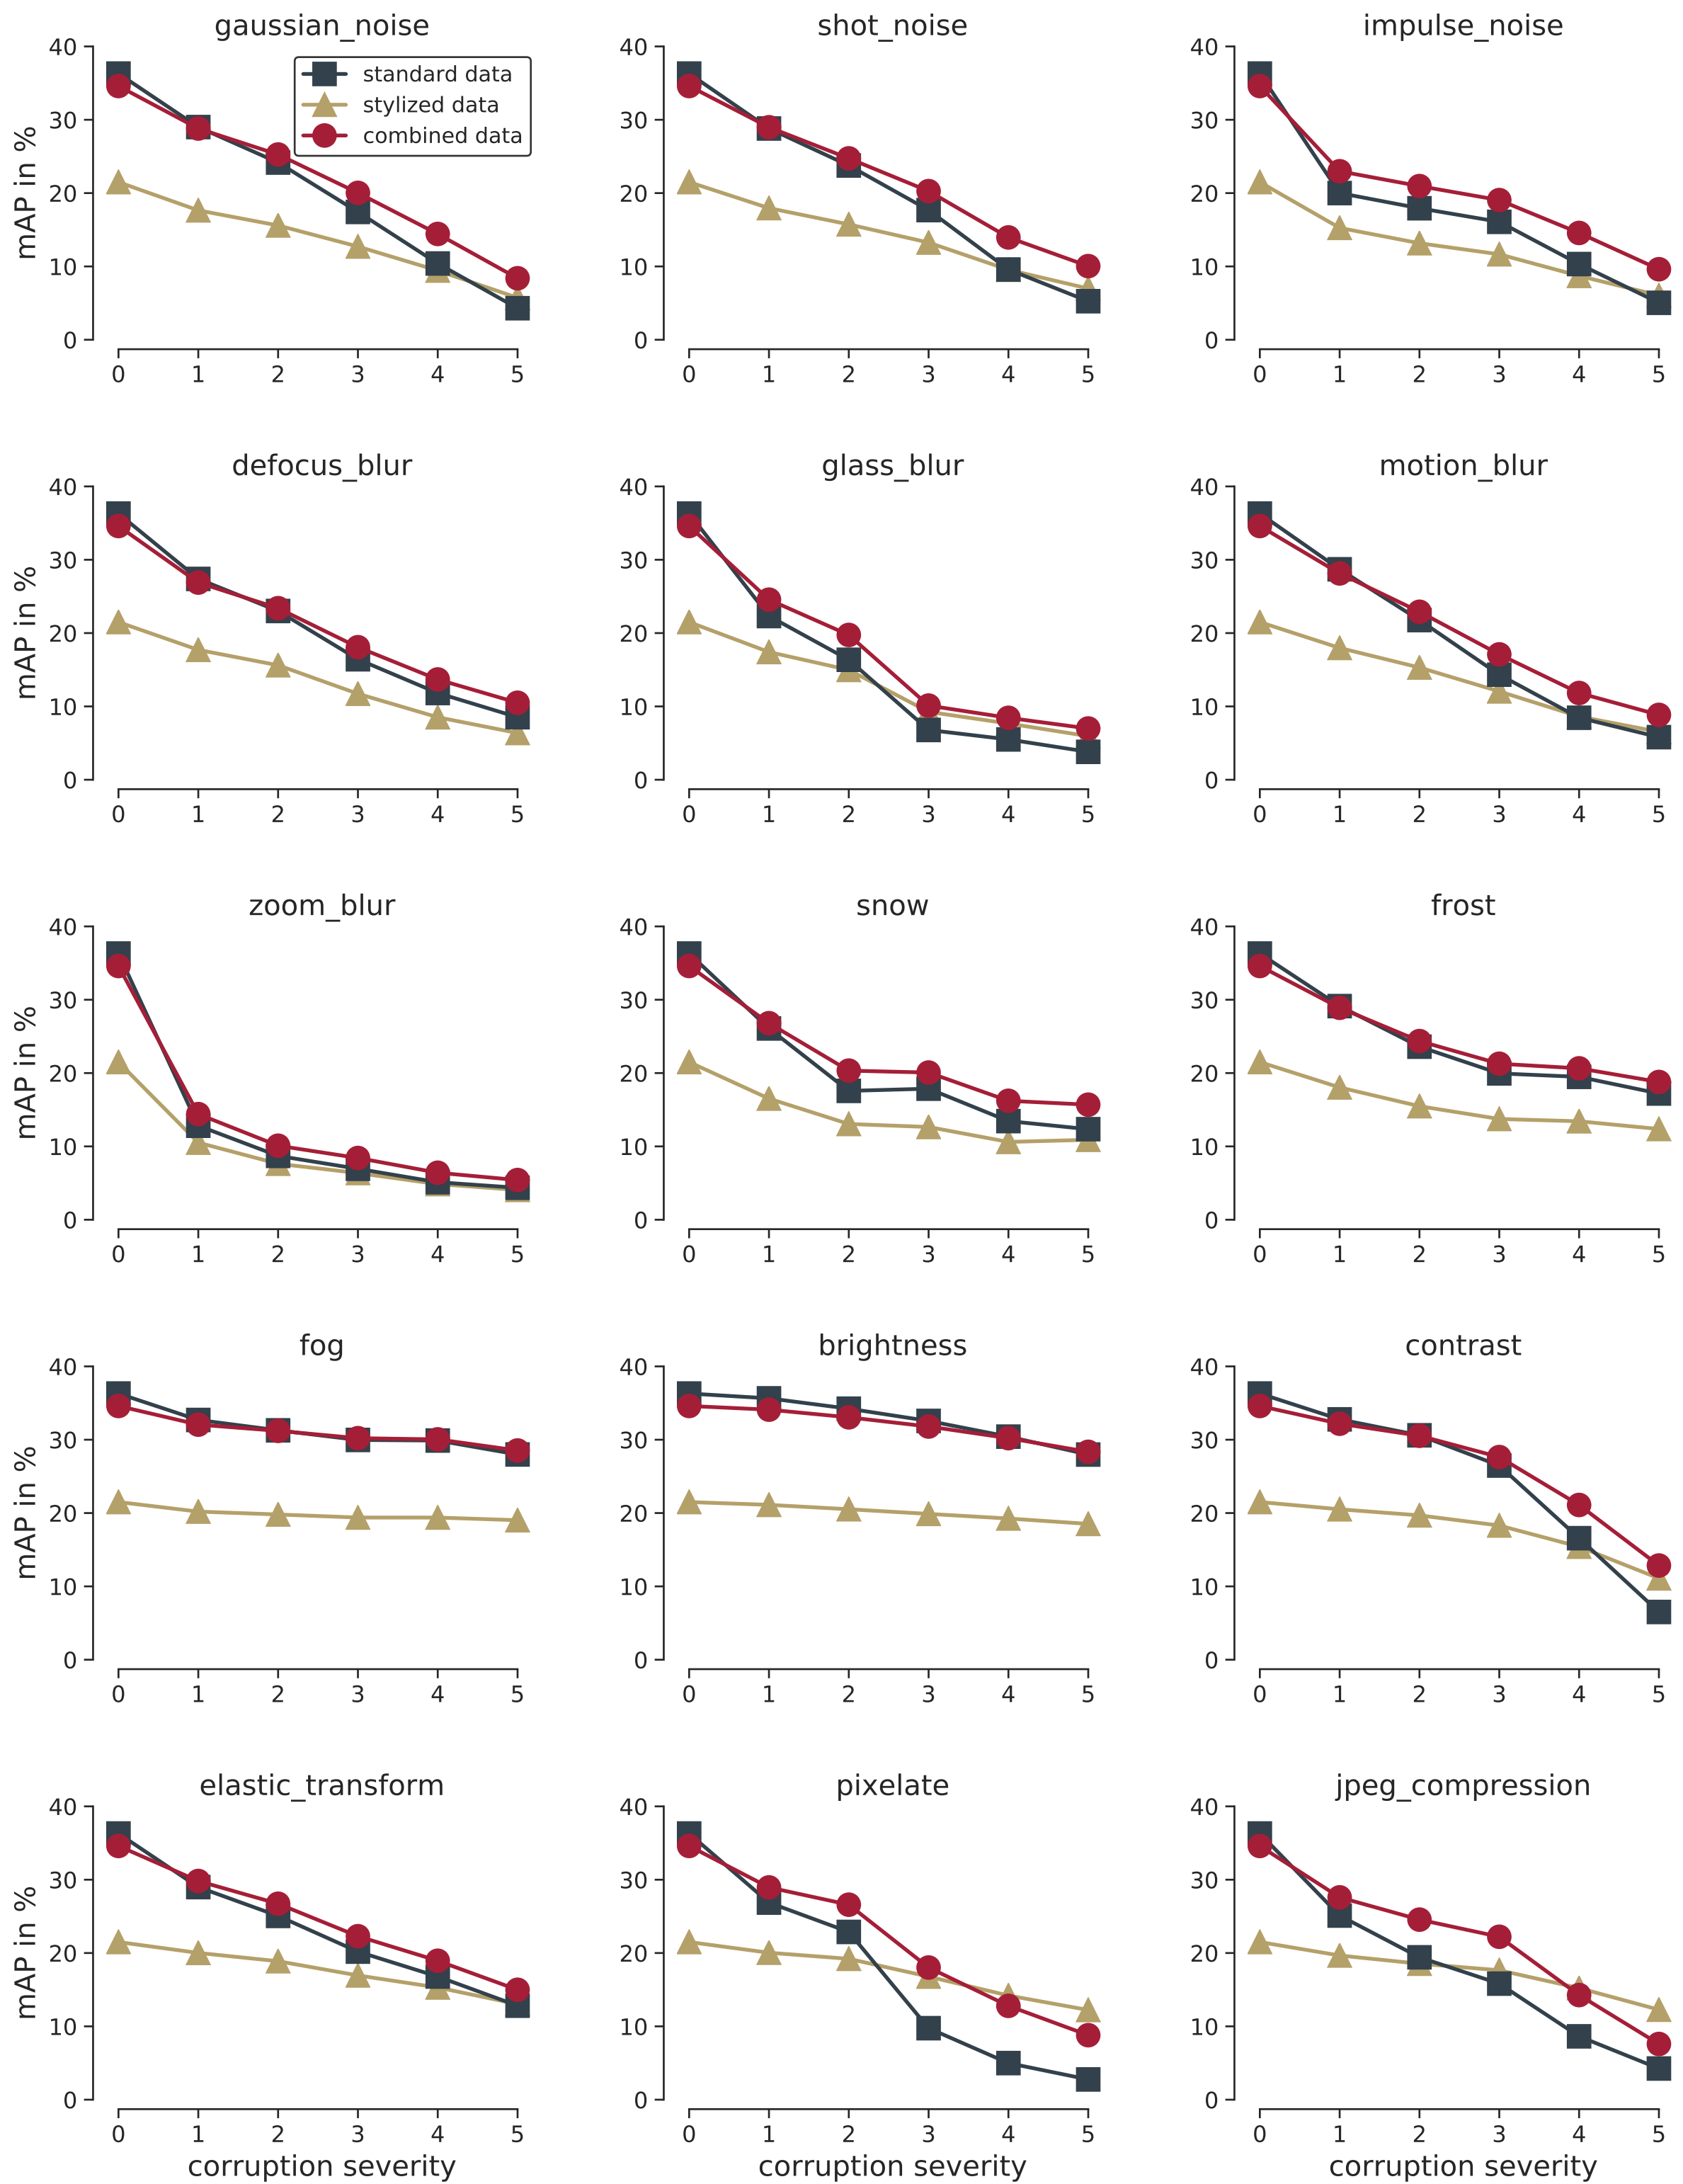 gaussian_noise
mAP in %
40
30
20
10
0
standard data
stylized data
combined data
0 1 2 3 4 5
shot_noise
40
30
20
10
0
0 1 2 3 4 5
impulse_noise
40
30
20
10
0
0 1 2 3 4 5
defocus_blur
mAP in %
40
30
20
10
0
0 1 2 3 4 5
glass_blur
40
30
20
10
0
0 1 2 3 4 5
motion_blur
40
30
20
10
0
0 1 2 3 4 5
zoom_blur
mAP in %
40
30
20
10
0
0 1 2 3 4 5
snow
40
30
20
10
0
0 1 2 3 4 5
frost
40
30
20
10
0
0 1 2 3 4 5
fog
mAP in %
40
30
20
10
0
0 1 2 3 4 5
brightness
40
30
20
10
0
0 1 2 3 4 5
contrast
40
30
20
10
0
0 1 2 3 4 5
elastic_transform
mAP in %
40
30
20
10
0
0 1 2 3 4 5
corruption severity
pixelate
40
30
20
10
0
0 1 2 3 4 5
corruption severity
jpeg_compression
40
30
20
10
0
0 1 2 3 4 5
corruption severity